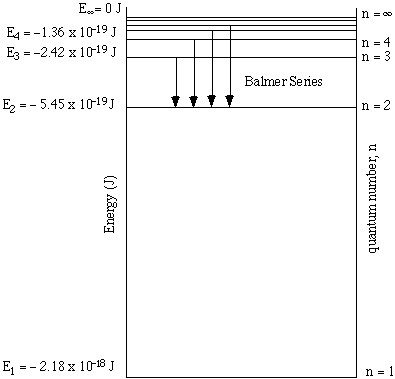 E∞= 0 J
n = ∞
E4 = −1.36 x 10-19 J
n = 4
E3 = −2.42 x 10-19 J
n = 3
Balmer Series
E2 = − 5.45 x 10-19 J
n = 2
Energy (J)
quantum number, n
E1 = − 2.18 x 10-18 J
n = 1